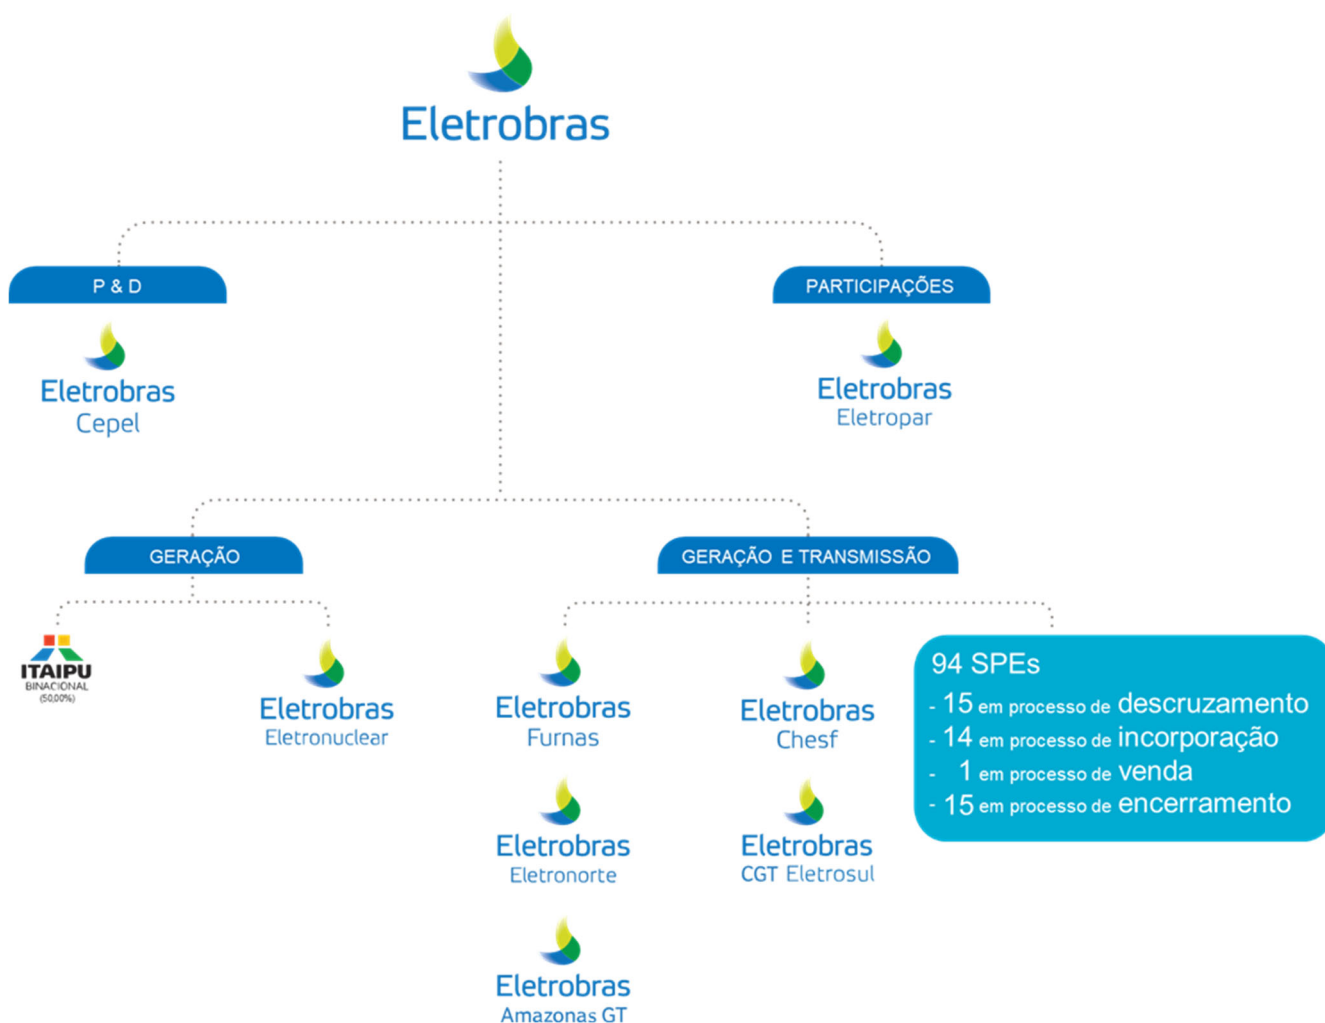 Eletrobras
P & D
PARTICIPAÇÕES
Eletrobras
Cepel
Eletrobras
Eletropar
GERAÇÃO
GERAÇÃO E TRANSMISSÃO
ITAIPU
BINACIONAL
(50,00%)
Eletrobras
Eletronuclear
Eletrobras
Furnas
Eletrobras
Chesf
Eletrobras
Eletronorte
Eletrobras
CGT Eletrosul
Eletrobras
Amazonas GT
94 SPEs
- 15 em processo de descruzamento
- 14 em processo de incorporação
- 1 em processo de venda
- 15 em processo de encerramento